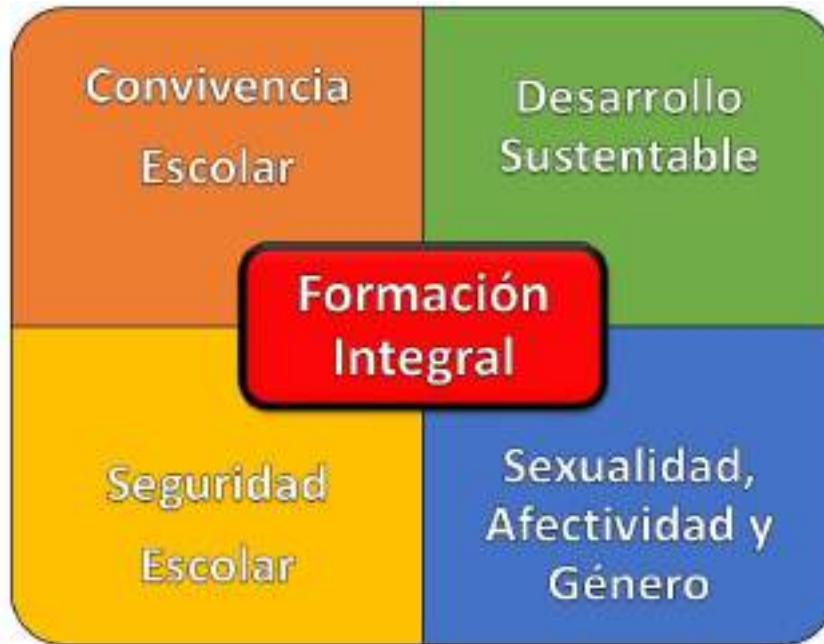 Convivencia
Escolar
Desarrollo
Sustentable
Formación
Integral
Seguridad
Escolar
Sexualidad,
Afectividad y
Género